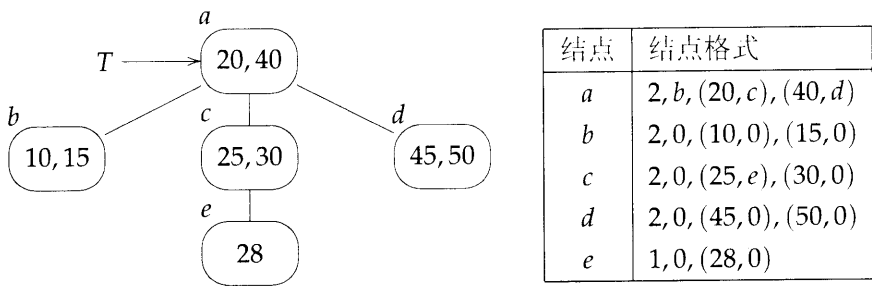 a
T
20, 40
b
c
d
10, 15
25, 30
45, 50
e
28
结点 结点格式
a 2, b, (20, c), (40, d)
b 2, 0, (10, 0), (15, 0)
c 2, 0, (25, e), (30, 0)
d 2, 0, (45, 0), (50, 0)
e 1, 0, (28, 0)